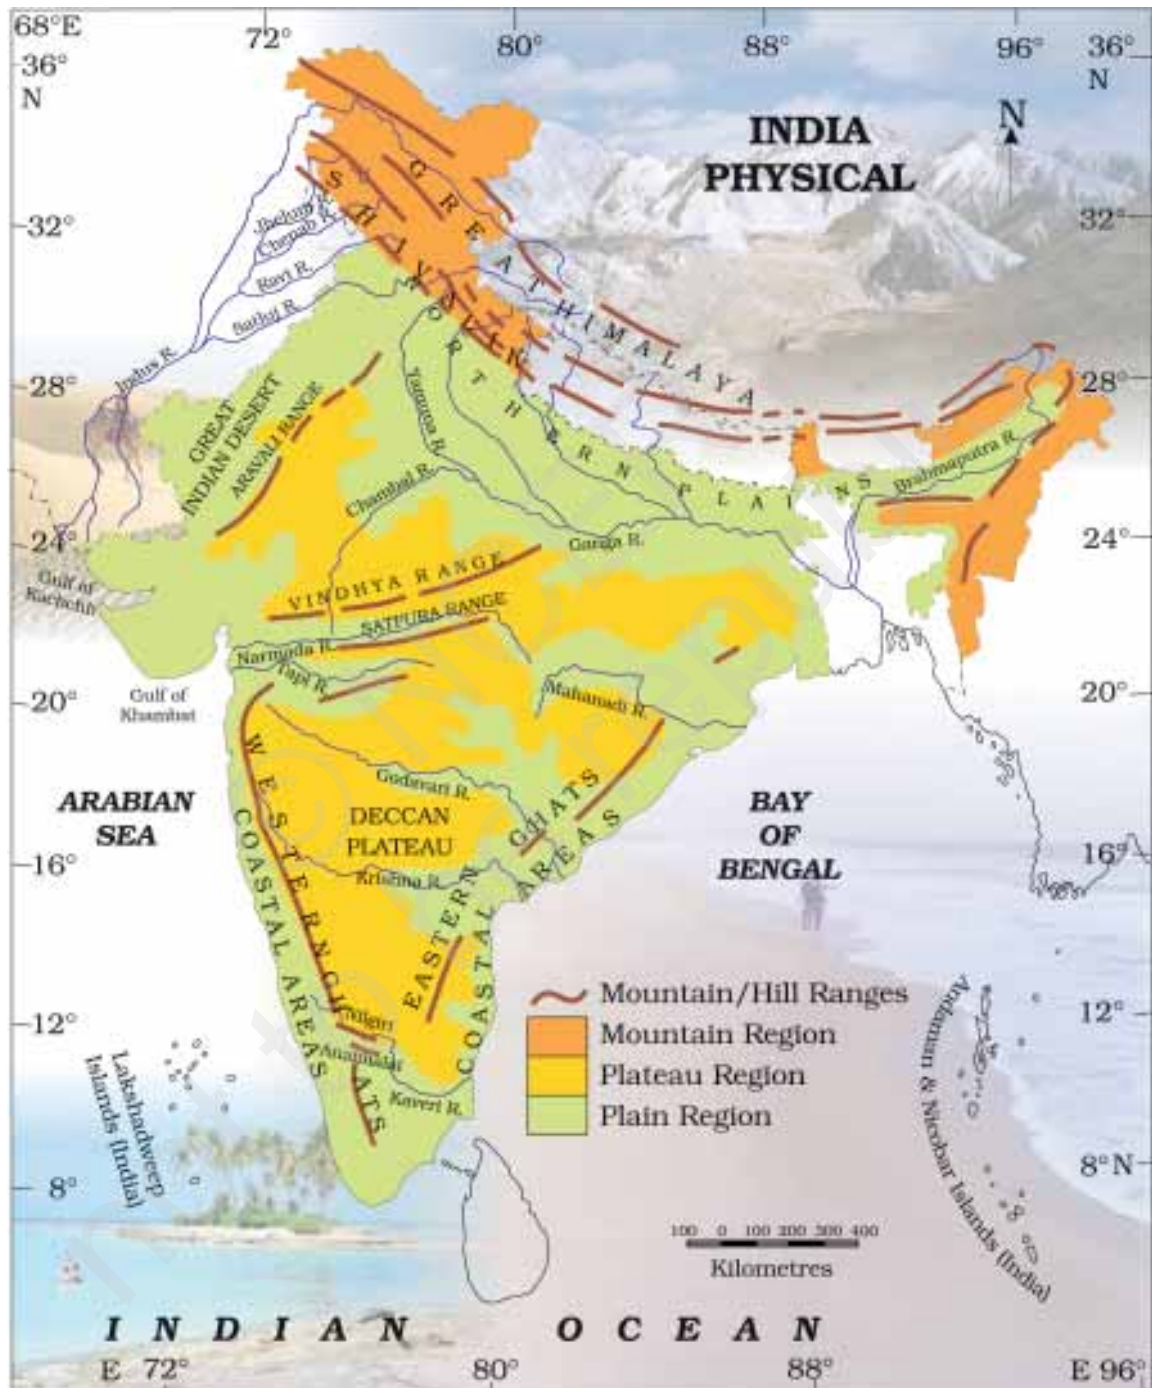 68°E
72°
80°
88°
96°
36°
N
36°
N
N
INDIA
PHYSICAL
32°
32°
GREAT HIMALAYA
SHIWALIK
Jhelum R.
Chenab R.
Ravi R.
Satluj R.
Indus R.
28°
28°
NORTHERN PLAINS
GREAT
INDIAN DESERT
ARAVALI RANGE
Yamuna R.
Chambal R.
Brahmaputra R.
24°
24°
Ganga R.
Gulf of
Kachchh
VINDHYA RANGE
SATPURA RANGE
Narmada R.
Tapi R.
Mahanadi R.
20°
20°
Gulf of
Khambat
Godavari R.
ARABIAN
SEA
DECCAN
PLATEAU
BAY
OF
BENGAL
WESTERN GHATS
COASTAL AREAS
EASTERN GHATS
COASTAL AREAS
16°
16°
Krishna R.
12°
12°
Nilgiri
Anaimalai
Kaveri R.
Mountain/Hill Ranges
Mountain Region
Plateau Region
Plain Region
Lakshadweep
Islands (India)
Andaman & Nicobar Islands (India)
8°
8°N
100 0 100 200 300 400
Kilometres
INDIAN OCEAN
E 72°
80°
88°
E 96°